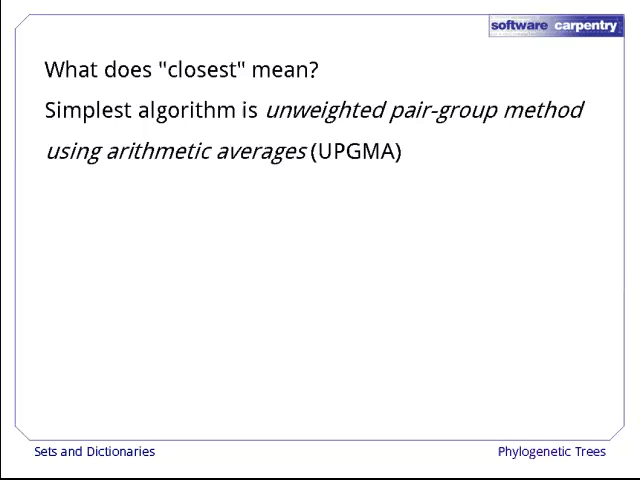 software carpentry
What does "closest" mean?
Simplest algorithm is unweighted pair-group method
using arithmetic averages (UPGMA)
Sets and Dictionaries
Phylogenetic Trees